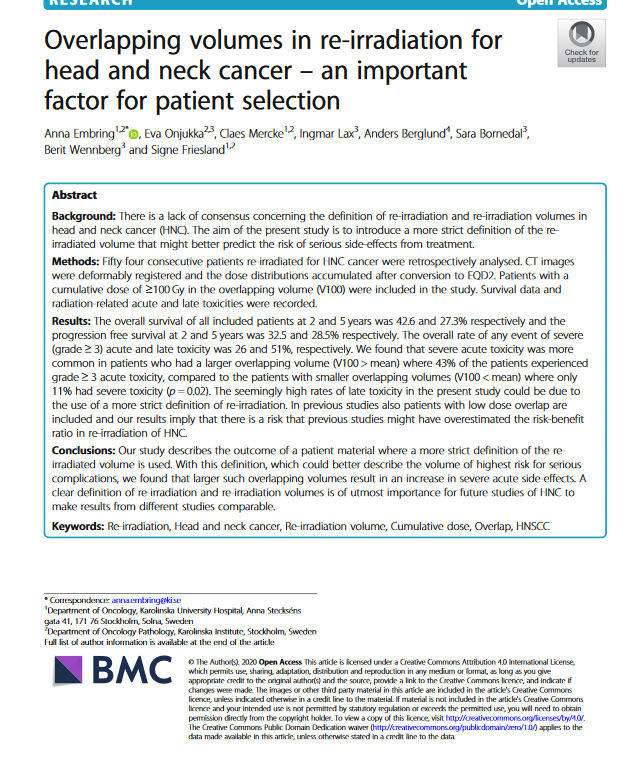 RESEARCH
Open Access
Overlapping volumes in re-irradiation for
head and neck cancer – an important
factor for patient selection
Check for
updates
Anna Embring1,2*, Eva Onjukka2,3, Claes Mercke1,2, Ingmar Lax3, Anders Berglund4, Sara Bornedal3,
Berit Wennberg3 and Signe Friesland1,2
Abstract
Background: There is a lack of consensus concerning the definition of re-irradiation and re-irradiation volumes in
head and neck cancer (HNC). The aim of the present study is to introduce a more strict definition of the re-
irradiated volume that might better predict the risk of serious side-effects from treatment.
Methods: Fifty-four consecutive patients re-irradiated for HNC cancer were retrospectively analysed. CT images
were deformably registered and the dose distributions accumulated after conversion to EQD2. Patients with a
cumulative dose of ≥100 Gy in the overlapping volume (V100) were included in the study. Survival data and
radiation-related acute and late toxicities were recorded.
Results: The overall survival of all included patients at 2 and 5 years was 42.6 and 27.3% respectively and the
progression free survival at 2 and 5 years was 32.5 and 28.5% respectively. The overall rate of any event of severe
(grade ≥ 3) acute and late toxicity was 26 and 51%, respectively. We found that severe acute toxicity was more
common in patients who had a larger overlapping volume (V100 > mean) where 43% of the patients experienced
grade ≥ 3 acute toxicity, compared to the patients with smaller overlapping volumes (V100 < mean) where only
11% had severe toxicity (p = 0.02). The seemingly high rates of late toxicity in the present study could be due to
the use of a more strict definition of re-irradiation. In previous studies also patients with low dose overlap are
included and our results imply that there is a risk that previous studies might have overestimated the risk-benefit
ratio in re-irradiation of HNC.
Conclusions: Our study describes the outcome of a patient material where a more strict definition of the re-
irradiated volume is used. With this definition, which could better describe the volume of highest risk for serious
complications, we found that larger such overlapping volumes result in an increase in severe acute side-effects. A
clear definition of re-irradiation and re-irradiation volumes is of utmost importance for future studies of HNC to
make results from different studies comparable.
Keywords: Re-irradiation, Head and neck cancer, Re-irradiation volume, Cumulative dose, Overlap, HNSCC
* Correspondence: anna.embring@ki.se
1Department of Oncology, Karolinska University Hospital, Anna Steckséns
gata 41, 171 76 Stockholm, Solna, Sweden
2Department of Oncology-Pathology, Karolinska Institute, Stockholm, Sweden
Full list of author information is available at the end of the article
BMC
© The Author(s). 2020 Open Access This article is licensed under a Creative Commons Attribution 4.0 International License,
which permits use, sharing, adaptation, distribution and reproduction in any medium or format, as long as you give
appropriate credit to the original author(s) and the source, provide a link to the Creative Commons licence, and indicate if
changes were made. The images or other third party material in this article are included in the article's Creative Commons
licence, unless indicated otherwise in a credit line to the material. If material is not included in the article's Creative Commons
licence and your intended use is not permitted by statutory regulation or exceeds the permitted use, you will need to obtain
permission directly from the copyright holder. To view a copy of this licence, visit http://creativecommons.org/licenses/by/4.0/.
The Creative Commons Public Domain Dedication waiver (http://creativecommons.org/publicdomain/zero/1.0/) applies to the
data made available in this article, unless otherwise stated in a credit line to the data.